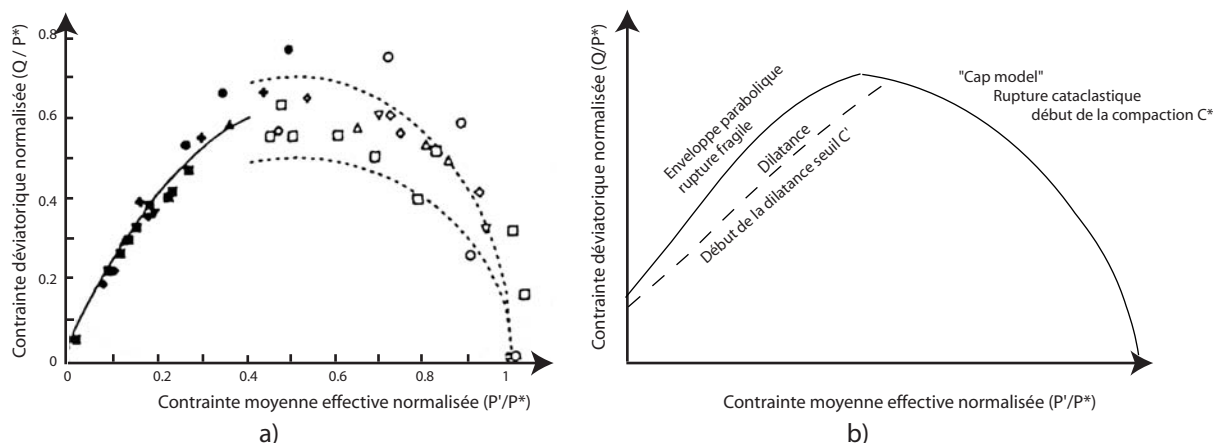 Contrainte déviatorique normalisée (Q / P*)
0.8
0.6
0.4
0.2
0
0
0.2
0.4
0.6
0.8
1
Contrainte moyenne effective normalisée (P'/P*)
a)
Contrainte déviatorique normalisée (Q/P*)
Enveloppe parabolique
rupture fragile
Dilatance
Début de la dilatance seuil C'
"Cap model"
Rupture cataclastique
début de la compaction C*
Contrainte moyenne effective normalisée (P'/P*)
b)